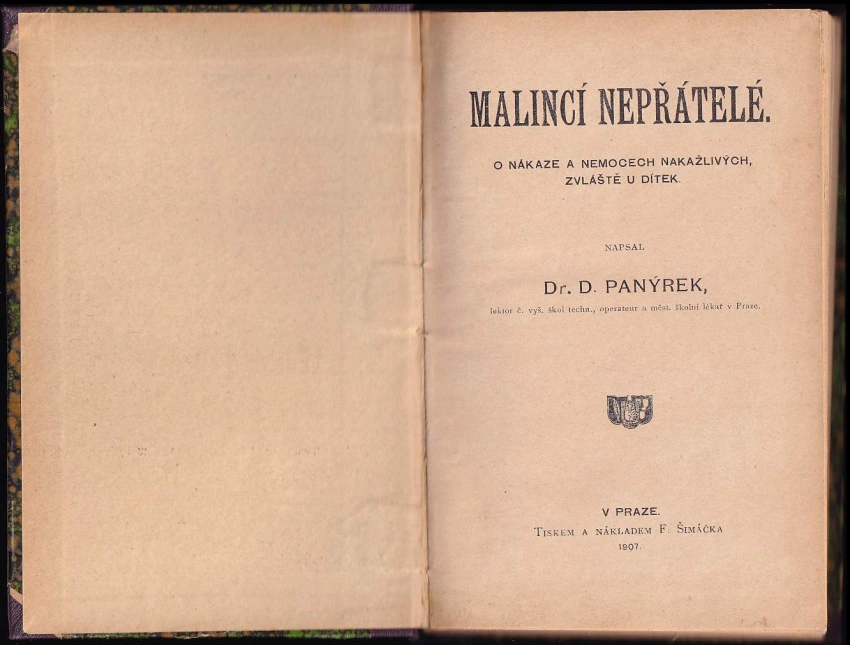 MALINCÍ NEPŘÁTELÉ.
O NÁKAZE A NEMOCECH NAKAŽLIVÝCH,
ZVLÁŠTĚ U DÍTEK.
NAPSAL
Dr. D. PANÝREK,
lektor č. vyš. škol techn., operateur a měst. školní lékař v Praze.
V PRAZE.
TISKEM A NÁKLADEM F. ŠIMÁČKA
1907.